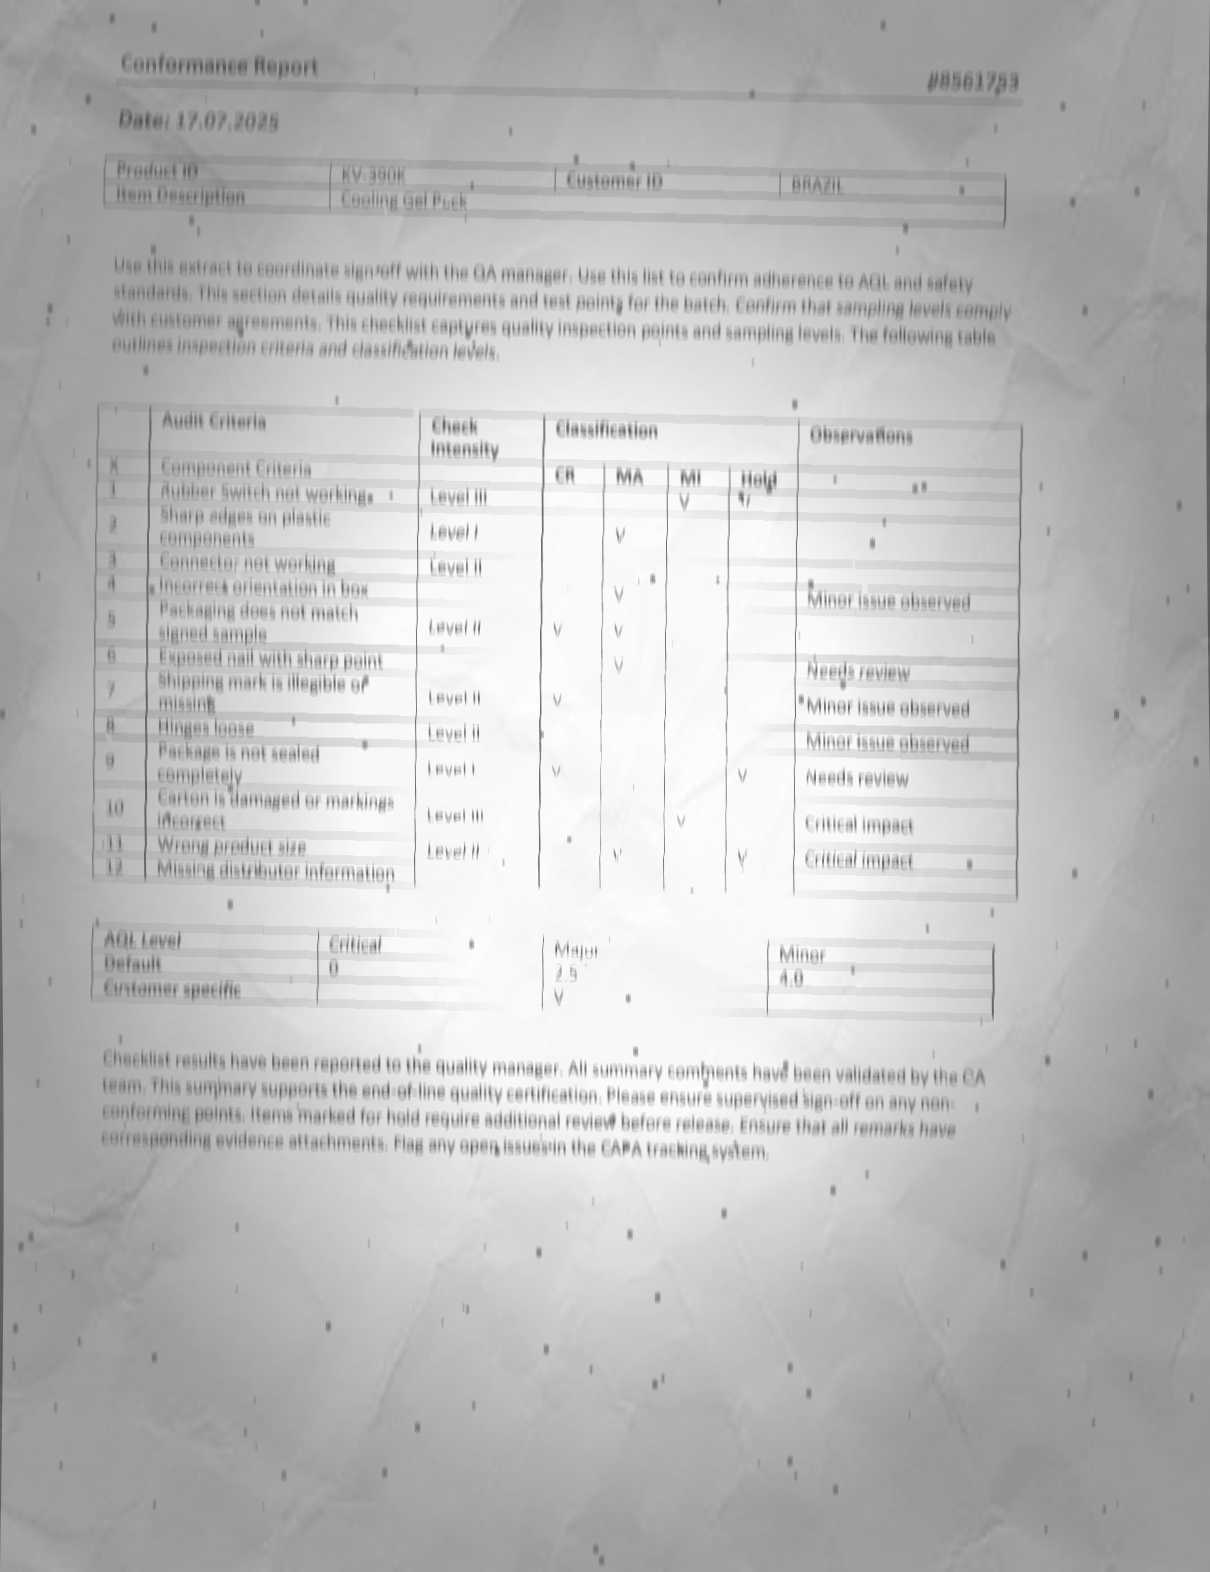 Conformance Report #8561753
Date: 17.07.2025
Product ID KV-390K Customer ID BRAZIL
Item Description Cooling Gel Pack
Use this extract to coordinate sign-off with the QA manager. Use this list to confirm adherence to AQL and safety
standards. This section details quality requirements and test points for the batch. Confirm that sampling levels comply
with customer agreements. This checklist captures quality inspection points and sampling levels. The following table
outlines inspection criteria and classification levels.
Audit Criteria Check Intensity Classification Observations
X Component Criteria CR MA MI Hold
1 Rubber Switch not working Level III V V
2 Sharp edges on plastic components Level I V
3 Connector not working Level II
4 Incorrect orientation in box V Minor issue observed
5 Packaging does not match signed sample Level II V V
6 Exposed nail with sharp point V Needs review
7 Shipping mark is illegible or missing Level II V Minor issue observed
8 Hinges loose Level II Minor issue observed
9 Package is not sealed completely Level I V V Needs review
10 Carton is damaged or markings incorrect Level III V Critical impact
11 Wrong product size Level II V V Critical impact
12 Missing distributor information
AQL Level Critical Major Minor
Default 0 2.5 4.0
Customer specific V
Checklist results have been reported to the quality manager. All summary comments have been validated by the QA
team. This summary supports the end-of-line quality certification. Please ensure supervised sign-off on any non-
conforming points. Items marked for hold require additional review before release. Ensure that all remarks have
corresponding evidence attachments. Flag any open issues in the CAPA tracking system.